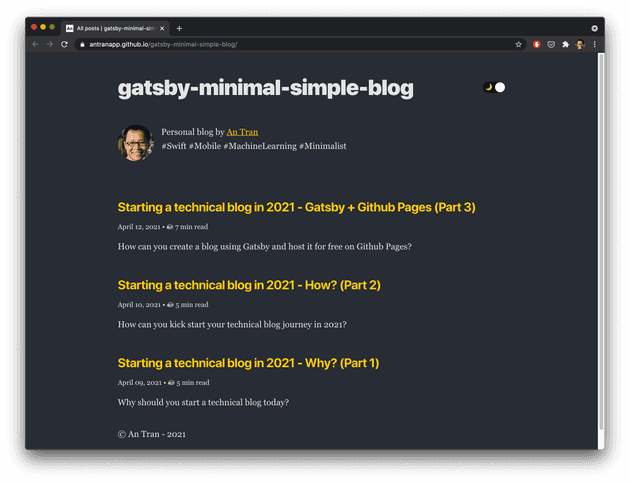 All posts | gatsby-minimal-sim
antranapp.github.io/gatsby-minimal-simple-blog/
gatsby-minimal-simple-blog
Personal blog by An Tran
#Swift #Mobile #MachineLearning #Minimalist
Starting a technical blog in 2021 - Gatsby + Github Pages (Part 3)
April 12, 2021 • 7 min read
How can you create a blog using Gatsby and host it for free on Github Pages?
Starting a technical blog in 2021 - How? (Part 2)
April 10, 2021 • 5 min read
How can you kick start your technical blog journey in 2021?
Starting a technical blog in 2021 - Why? (Part 1)
April 09, 2021 • 5 min read
Why should you start a technical blog today?
© An Tran - 2021